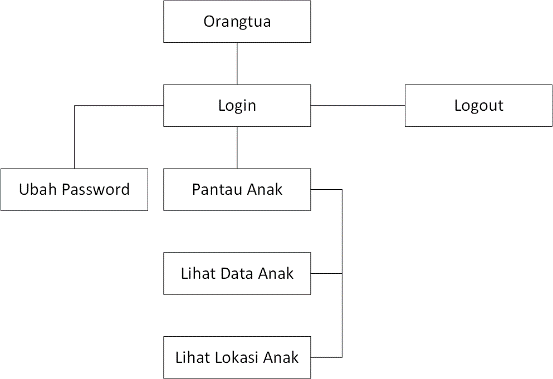 Orangtua
Login
Logout
Ubah Password
Pantau Anak
Lihat Data Anak
Lihat Lokasi Anak